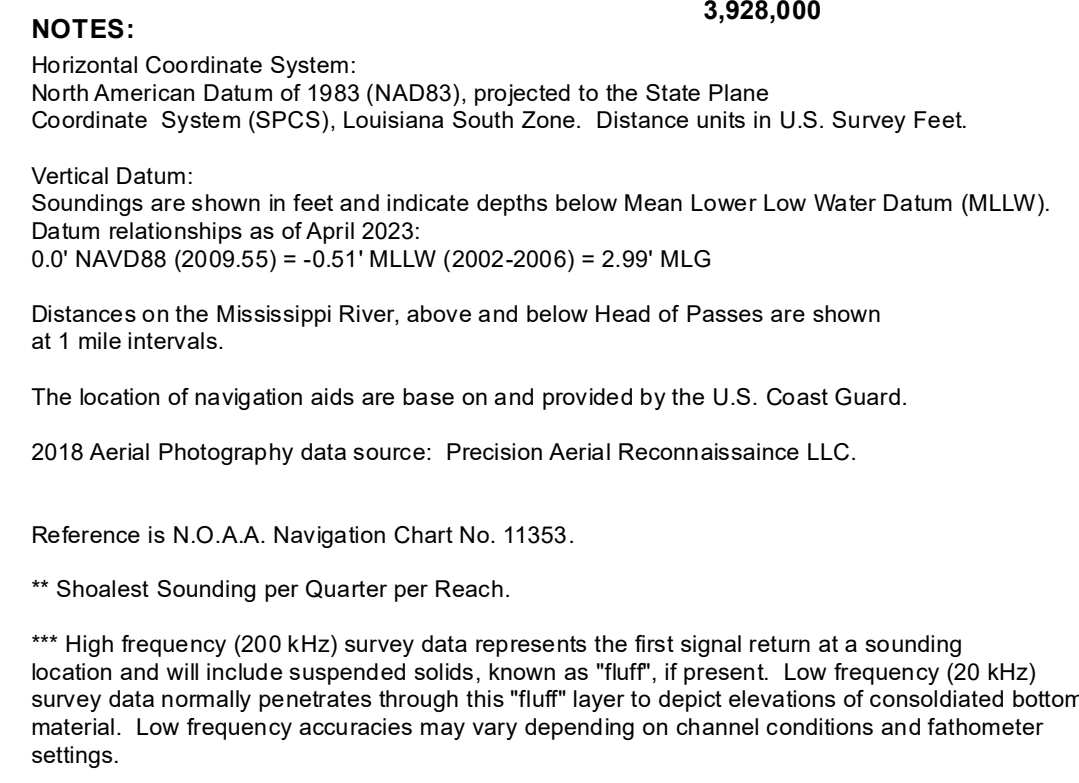 3,928,000
NOTES:
Horizontal Coordinate System:
North American Datum of 1983 (NAD83), projected to the State Plane
Coordinate  System (SPCS), Louisiana South Zone.  Distance units in U.S. Survey Feet.
Vertical Datum:
Soundings are shown in feet and indicate depths below Mean Lower Low Water Datum (MLLW).
Datum relationships as of April 2023:
0.0' NAVD88 (2009.55) = -0.51' MLLW (2002-2006) = 2.99' MLG
Distances on the Mississippi River, above and below Head of Passes are shown
at 1 mile intervals.
The location of navigation aids are base on and provided by the U.S. Coast Guard.
2018 Aerial Photography data source:  Precision Aerial Reconnaissaince LLC.
Reference is N.O.A.A. Navigation Chart No. 11353.
** Shoalest Sounding per Quarter per Reach.
*** High frequency (200 kHz) survey data represents the first signal return at a sounding
location and will include suspended solids, known as "fluff", if present.  Low frequency (20 kHz)
survey data normally penetrates through this "fluff" layer to depict elevations of consoldiated bottom
material.  Low frequency accuracies may vary depending on channel conditions and fathometer
settings.